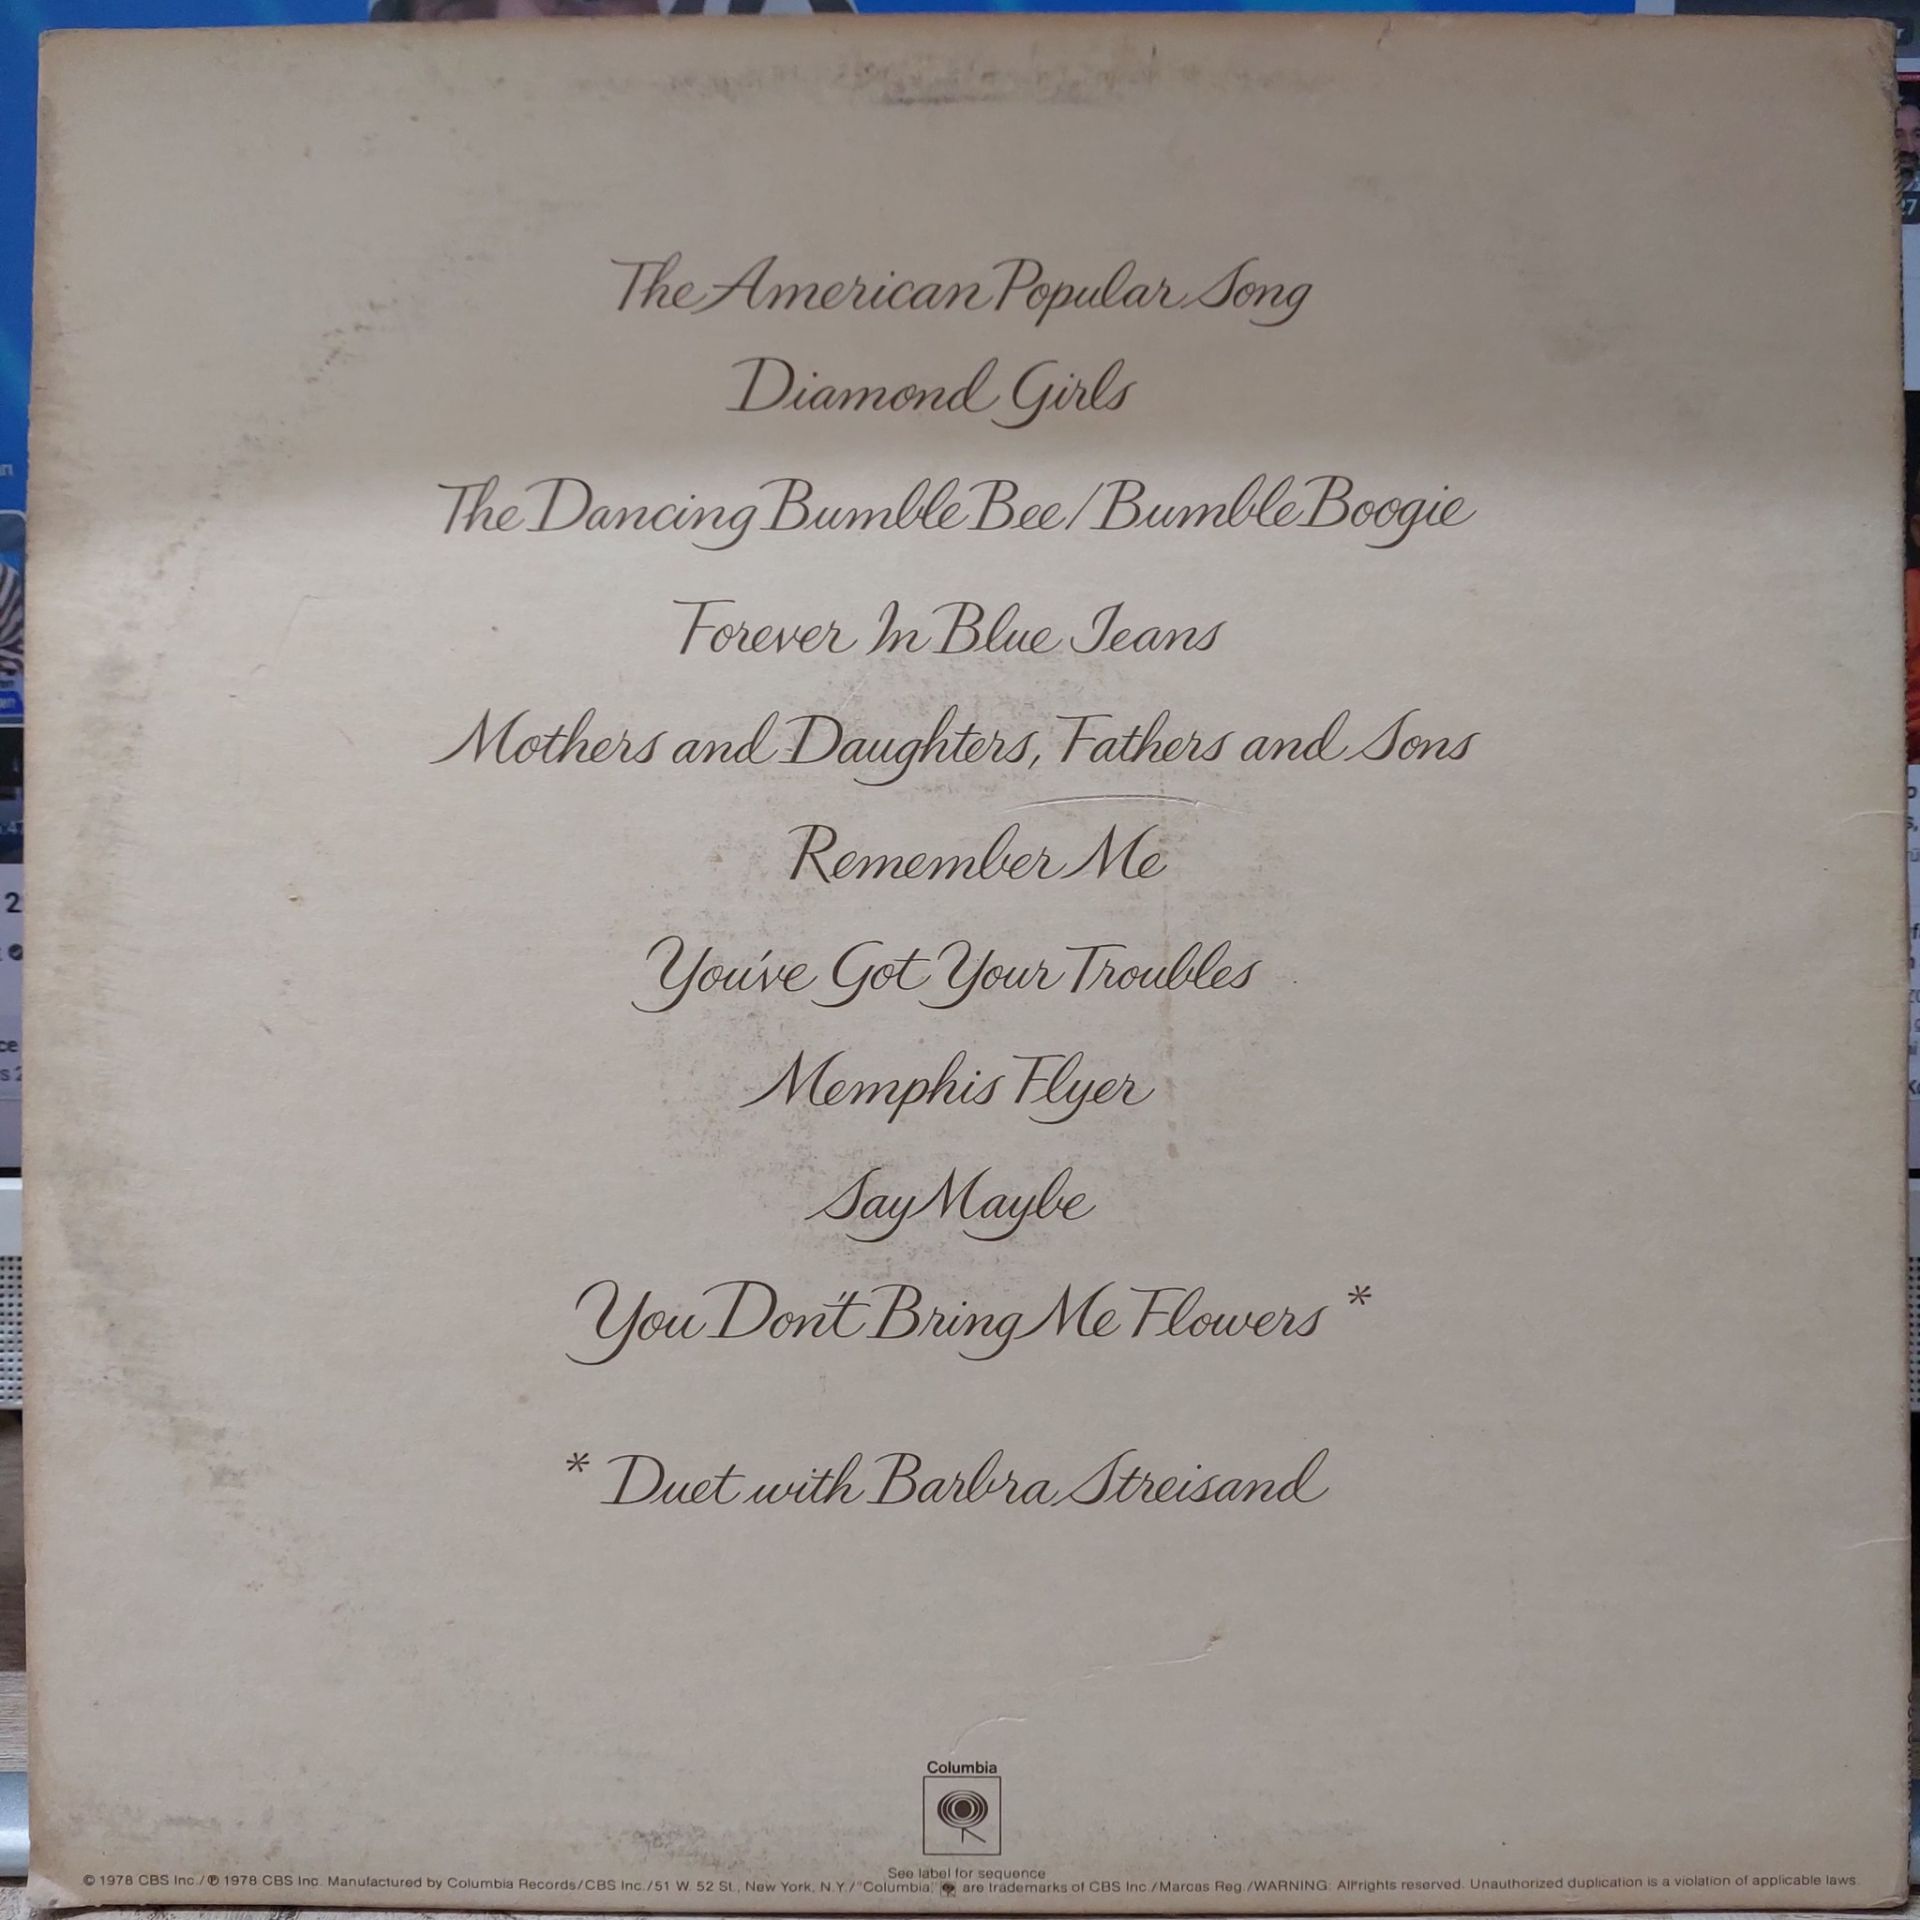 The American Popular Song
Diamond Girls
The Dancing Bumble Bee/Bumble Boogie
Forever In Blue Jeans
Mothers and Daughters, Fathers and Sons
Remember Me
You've Got Your Troubles
Memphis Flyer
Say Maybe
You Don't Bring Me Flowers *
* Duet with Barbra Streisand
Columbia
See label for sequence
© 1978 CBS Inc./℗ 1978 CBS Inc. Manufactured by Columbia Records/CBS Inc./51 W. 52 St., New York, N.Y./"Columbia," are trademarks of CBS Inc./Marcas Reg./WARNING: All rights reserved. Unauthorized duplication is a violation of applicable laws.